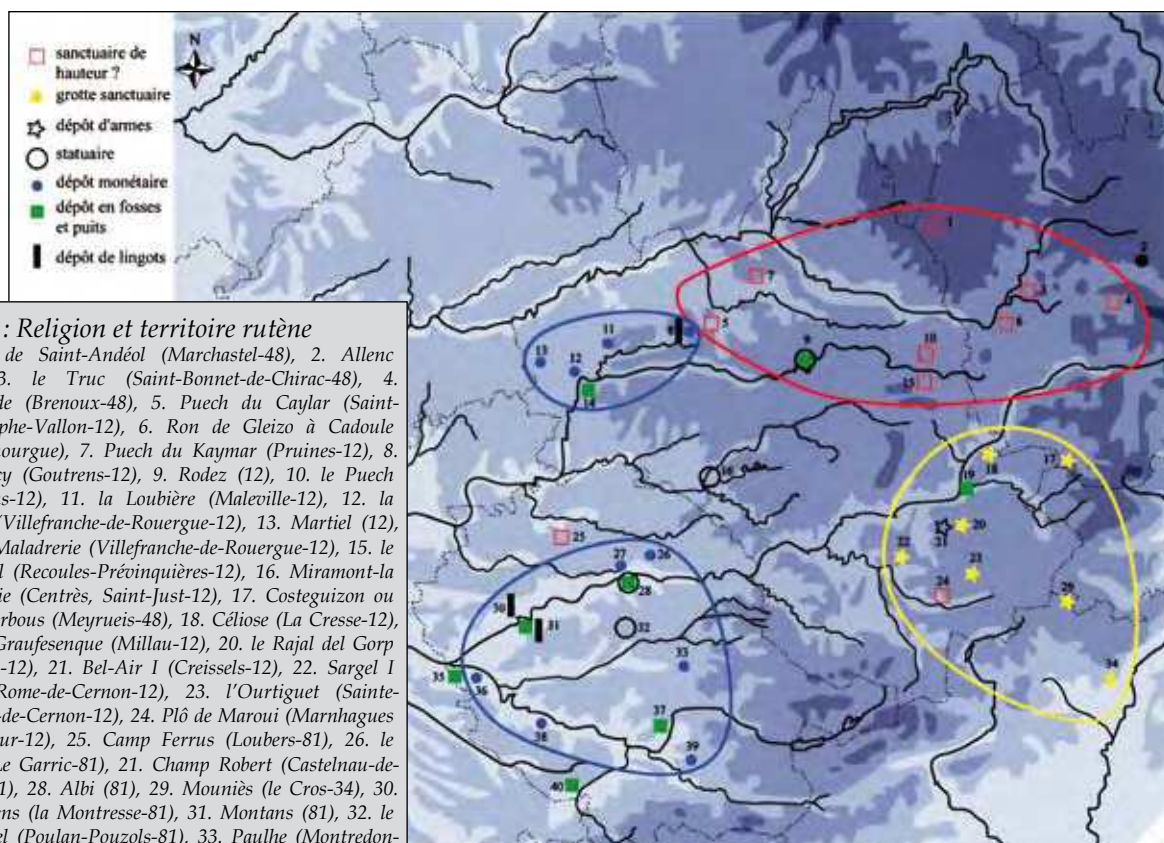 N
sanctuaire de
hauteur ?
grotte sanctuaire
dépôt d'armes
statuaire
dépôt monétaire
dépôt en fosses
et puits
dépôt de lingots
: Religion et territoire rutène
de Saint-Andéol (Marchastel-48), 2. Allenc
3. le Truc (Saint-Bonnet-de-Chirac-48), 4.
de (Brenoux-48), 5. Puech du Caylar (Saint-
phe-Vallon-12), 6. Ron de Gleizo à Cadoule
ourgue), 7. Puech du Kaymar (Pruines-12), 8.
cy (Goutrens-12), 9. Rodez (12), 10. le Puech
s-12), 11. la Loubière (Maleville-12), 12. la
Villefranche-de-Rouergue-12), 13. Martiel (12),
Maladrerie (Villefranche-de-Rouergue-12), 15. le
l (Recoules-Prévinquières-12), 16. Miramont-la
ie (Centrès, Saint-Just-12), 17. Costeguizon ou
rbous (Meyrueis-48), 18. Céliose (La Cresse-12),
Graufesenque (Millau-12), 20. le Rajal del Gorp
-12), 21. Bel-Air I (Creissels-12), 22. Sargel I
Rome-de-Cernon-12), 23. l'Ourtiguet (Sainte-
-de-Cernon-12), 24. Plô de Maroui (Marnhagues
ur-12), 25. Camp Ferrus (Loubers-81), 26. le
Le Garric-81), 21. Champ Robert (Castelnau-de-
1), 28. Albi (81), 29. Mouniès (le Cros-34), 30.
ens (la Montresse-81), 31. Montans (81), 32. le
el (Poulan-Pouzols-81), 33. Paulhe (Montredon-
1
2
7
4
5
9
10
11
12
13
14
15
17
18
19
20
21
22
23
24
25
26
27
28
29
30
31
32
33
34
35
36
37
38
39
40